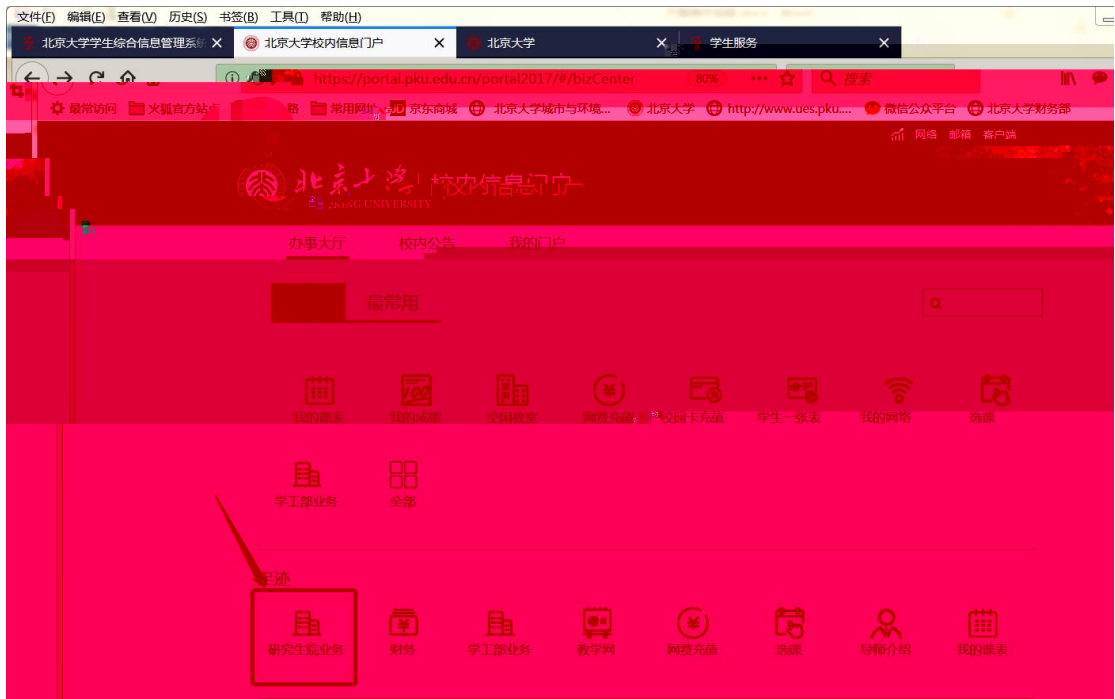 文件(F) 编辑(E) 查看(V) 历史(S) 书签(B) 工具(T) 帮助(H)
北京大学学生综合信息管理系统 北京大学校内信息门户 北京大学 学生服务
https://portal.pku.edu.cn/portal2017/#/bizCenter 80% 搜索
最常访问 火狐官方站点 常用网址 京东商城 北京大学城市与环境... 北京大学 http://www.ues.pku.... 微信公众平台 北京大学财务部
网络 邮箱 客户端
北京大学 校内信息门户
PEKING UNIVERSITY
办事大厅 校内公告 我的门户
最常用
我的课表 我的成绩 空闲教室 网费充值 校园卡充值 学生一张表 我的网络 选课
学工部业务 全部
足迹
研究生院业务 财务 学工部业务 教学网 网费充值 选课 导师介绍 我的课表